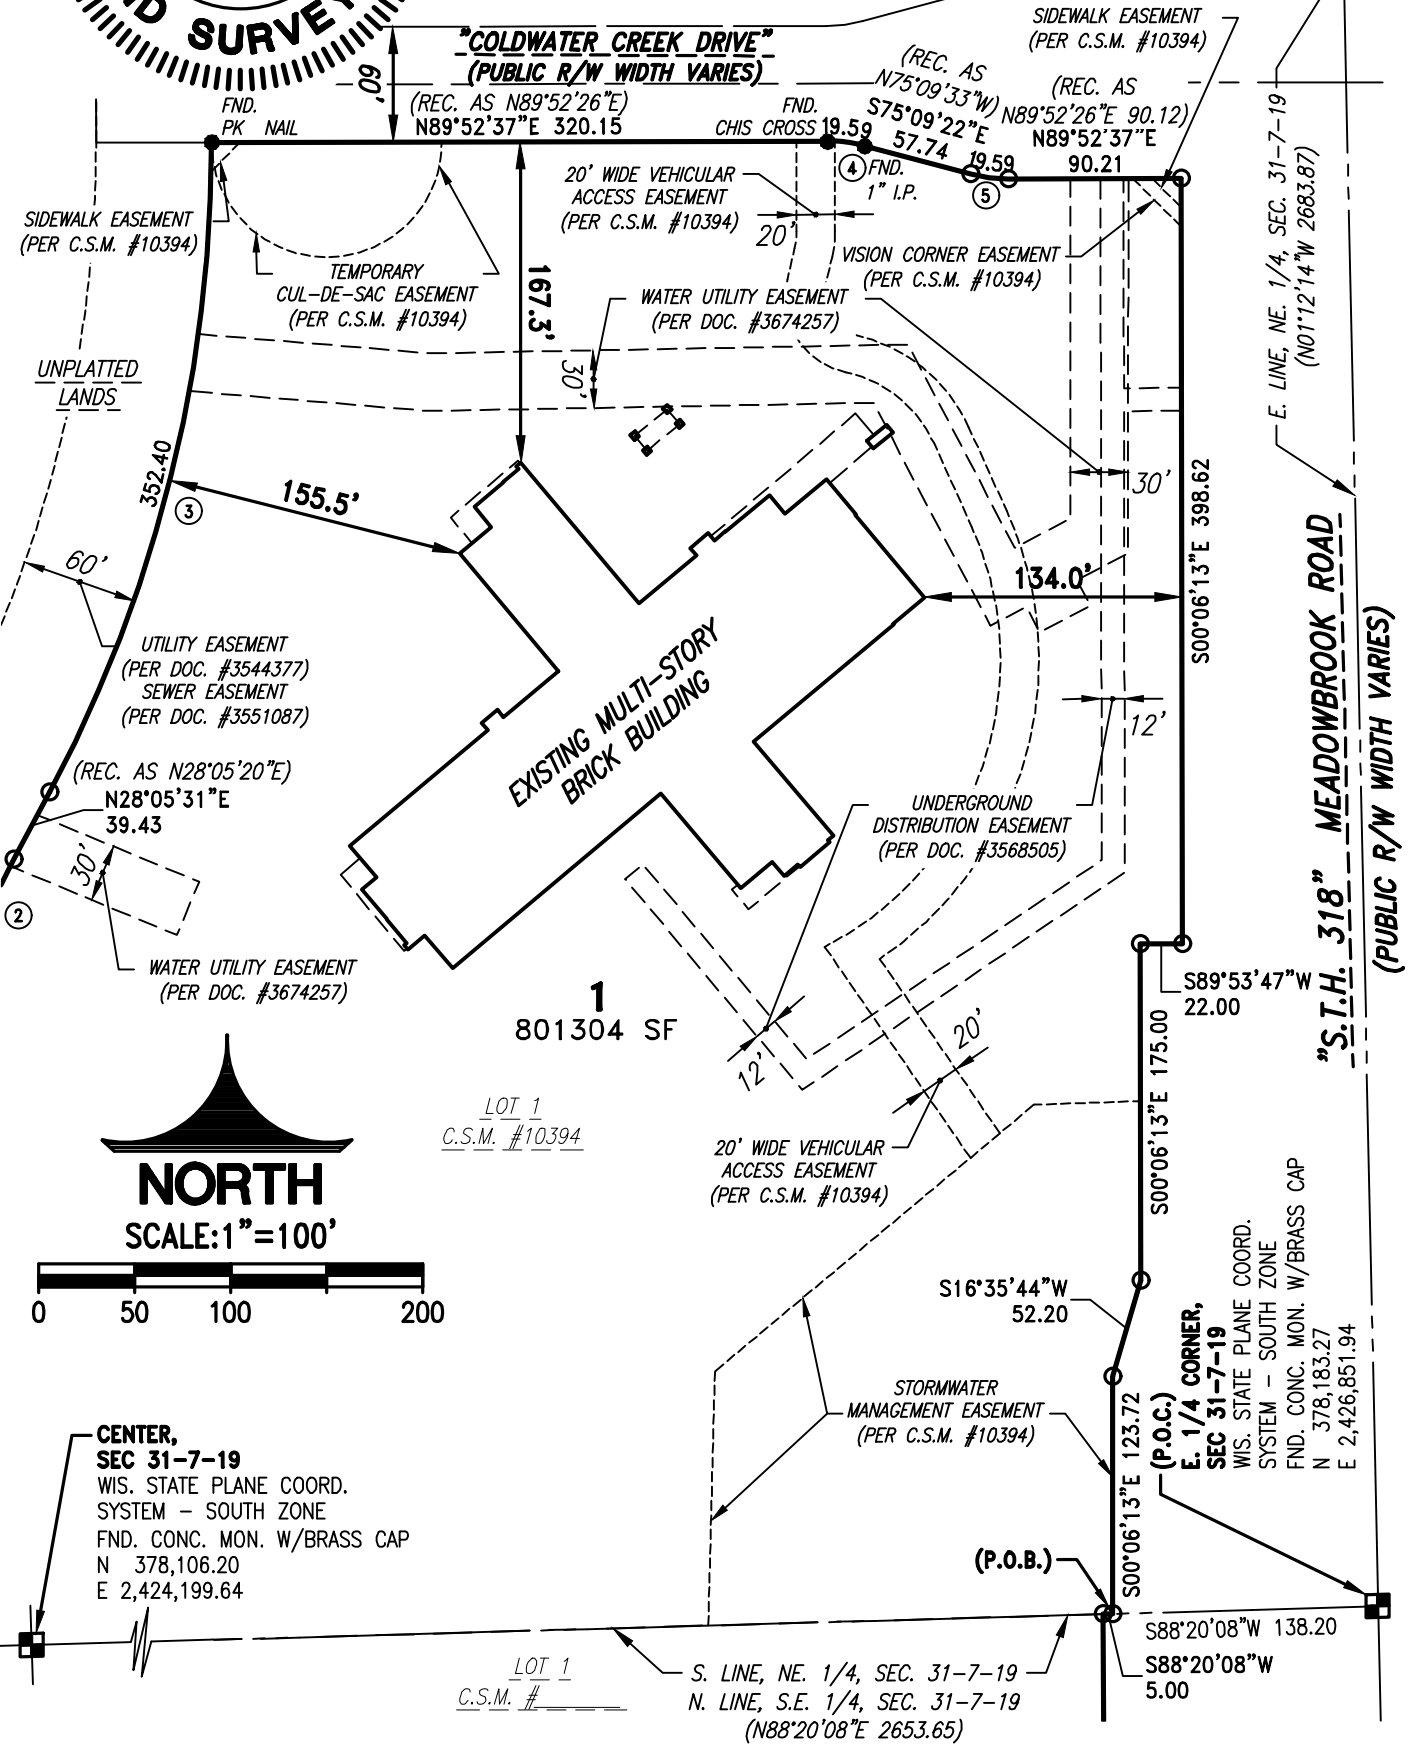 ND SURVEY
"COLDWATER CREEK DRIVE"
(PUBLIC R/W WIDTH VARIES)
60'
SIDEWALK EASEMENT
(PER C.S.M. #10394)
FND.
PK NAIL
(REC. AS N89°52'26"E)
N89°52'37"E 320.15
FND.
CHIS CROSS
19.59
(REC. AS
N75°09'33"W)
S75°09'22"E
57.74
(REC. AS
N89°52'26"E 90.12)
N89°52'37"E
90.21
19.59
4
FND.
1" I.P.
5
E. LINE, NE. 1/4, SEC. 31-7-19
(N01°12'14"W 2683.87)
SIDEWALK EASEMENT
(PER C.S.M. #10394)
20' WIDE VEHICULAR
ACCESS EASEMENT
(PER C.S.M. #10394)
20'
VISION CORNER EASEMENT
(PER C.S.M. #10394)
TEMPORARY
CUL-DE-SAC EASEMENT
(PER C.S.M. #10394)
167.3'
WATER UTILITY EASEMENT
(PER DOC. #3674257)
30'
UNPLATTED
LANDS
352.40
3
155.5'
30'
S00°06'13"E 398.62
60'
134.0'
UTILITY EASEMENT
(PER DOC. #3544377)
SEWER EASEMENT
(PER DOC. #3551087)
EXISTING MULTI-STORY
BRICK BUILDING
12'
"S.T.H. 318" MEADOWBROOK ROAD
(PUBLIC R/W WIDTH VARIES)
(REC. AS N28°05'20"E)
N28°05'31"E
39.43
UNDERGROUND
DISTRIBUTION EASEMENT
(PER DOC. #3568505)
30'
2
WATER UTILITY EASEMENT
(PER DOC. #3674257)
S89°53'47"W
22.00
1
801304 SF
12'
20'
S00°06'13"E 175.00
LOT 1
C.S.M. #10394
20' WIDE VEHICULAR
ACCESS EASEMENT
(PER C.S.M. #10394)
NORTH
SCALE:1"=100'
0 50 100 200
S16°35'44"W
52.20
STORMWATER
MANAGEMENT EASEMENT
(PER C.S.M. #10394)
S00°06'13"E 123.72
(P.O.C.)
E. 1/4 CORNER,
SEC 31-7-19
WIS. STATE PLANE COORD.
SYSTEM - SOUTH ZONE
FND. CONC. MON. W/BRASS CAP
N 378,183.27
E 2,426,851.94
CENTER,
SEC 31-7-19
WIS. STATE PLANE COORD.
SYSTEM - SOUTH ZONE
FND. CONC. MON. W/BRASS CAP
N 378,106.20
E 2,424,199.64
(P.O.B.)
S88°20'08"W 138.20
S88°20'08"W
5.00
LOT 1
C.S.M. #________
S. LINE, NE. 1/4, SEC. 31-7-19
N. LINE, S.E. 1/4, SEC. 31-7-19
(N88°20'08"E 2653.65)